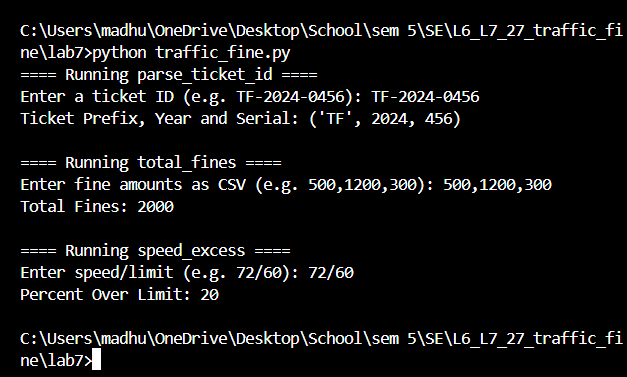 C:\Users\madhu\OneDrive\Desktop\School\sem 5\SE\L6_L7_27_traffic_fi
ne\lab7>python traffic_fine.py
==== Running parse_ticket_id ====
Enter a ticket ID (e.g. TF-2024-0456): TF-2024-0456
Ticket Prefix, Year and Serial: ('TF', 2024, 456)
==== Running total_fines ====
Enter fine amounts as CSV (e.g. 500,1200,300): 500,1200,300
Total Fines: 2000
==== Running speed_excess ====
Enter speed/limit (e.g. 72/60): 72/60
Percent Over Limit: 20
C:\Users\madhu\OneDrive\Desktop\School\sem 5\SE\L6_L7_27_traffic_fi
ne\lab7>